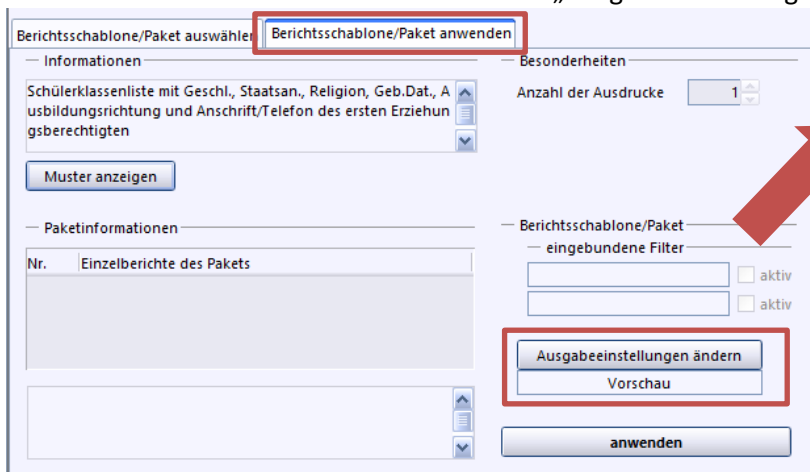 Berichtsschablone/Paket auswählen Berichtsschablone/Paket anwenden
Informationen
Schülerklassenliste mit Geschl., Staatsan., Religion, Geb.Dat., A
usbildungsrichtung und Anschrift/Telefon des ersten Erziehun
gsberechtigten
Muster anzeigen
Besonderheiten
Anzahl der Ausdrucke 1
Paketinformationen
Nr. Einzelberichte des Pakets
Berichtsschablone/Paket
eingebundene Filter
aktiv
aktiv
Ausgabeeinstellungen ändern
Vorschau
anwenden